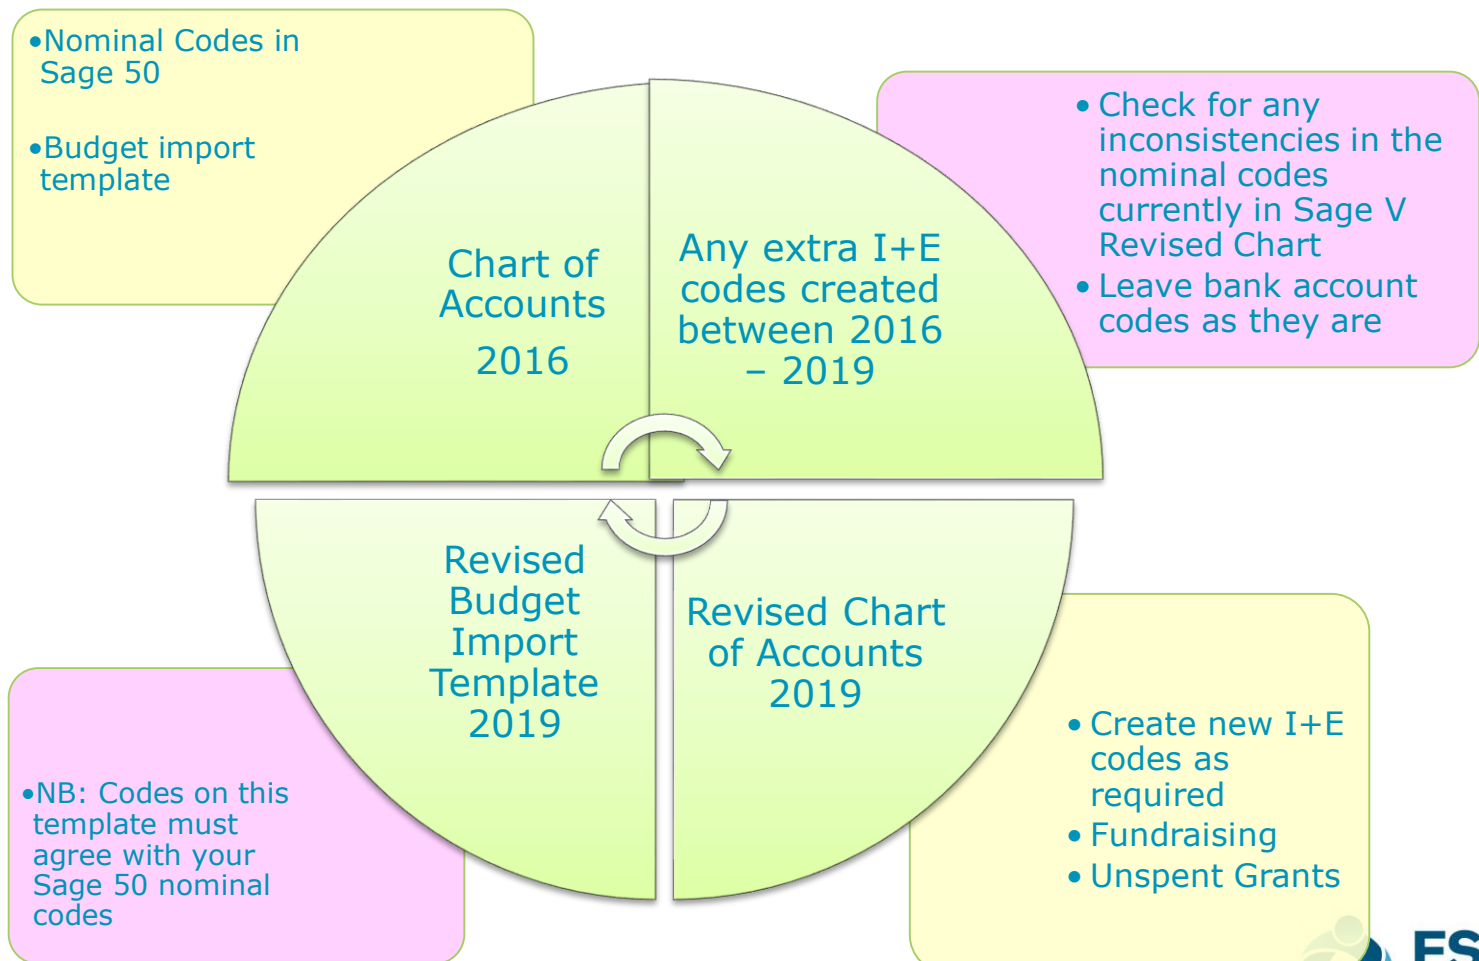 •Nominal Codes in
Sage 50
•Budget import
template
Chart of
Accounts
2016
Any extra I+E
codes created
between 2016
– 2019
• Check for any
inconsistencies in the
nominal codes
currently in Sage V
Revised Chart
• Leave bank account
codes as they are
Revised
Budget
Import
Template
2019
Revised Chart
of Accounts
2019
•NB: Codes on this
template must
agree with your
Sage 50 nominal
codes
• Create new I+E
codes as
required
• Fundraising
• Unspent Grants